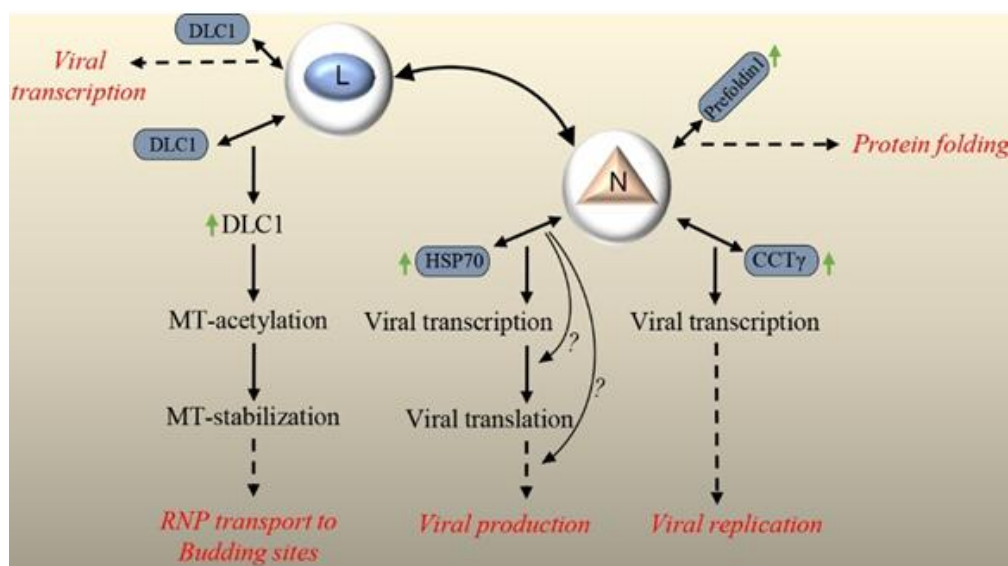 DLC1
L
Viral
transcription
Prefoldin1
DLC1
Protein folding
N
DLC1
HSP70
CCTγ
MT-acetylation
Viral transcription
Viral transcription
?
?
MT-stabilization
Viral translation
RNP transport to
Budding sites
Viral production
Viral replication